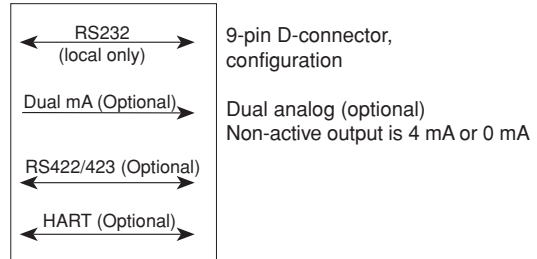 RS232
(local only)
9-pin D-connector,
configuration
Dual mA (Optional)
Dual analog (optional)
Non-active output is 4 mA or 0 mA
RS422/423 (Optional)
HART (Optional)